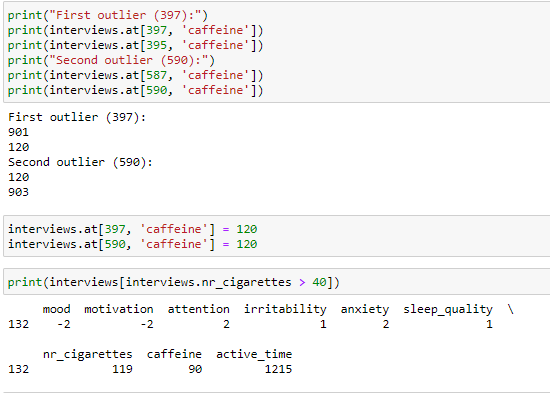 print("First outlier (397):")
print(interviews.at[397, 'caffeine'])
print(interviews.at[395, 'caffeine'])
print("Second outlier (590):")
print(interviews.at[587, 'caffeine'])
print(interviews.at[590, 'caffeine'])
First outlier (397):
901
120
Second outlier (590):
120
903
interviews.at[397, 'caffeine'] = 120
interviews.at[590, 'caffeine'] = 120
print(interviews[interviews.nr_cigarettes > 40])
     mood  motivation  attention  irritability  anxiety  sleep_quality  \
132    -2          -2          2             1        2              1
     nr_cigarettes  caffeine  active_time
132            119        90         1215